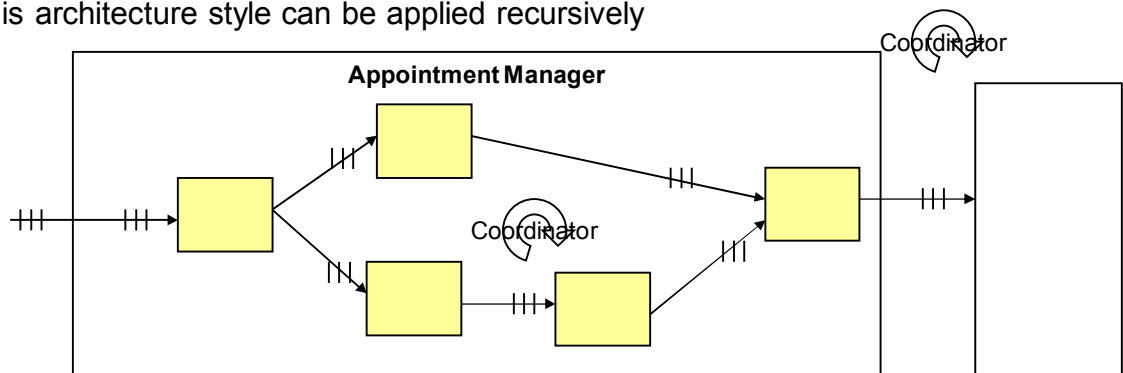 is architecture style can be applied recursively
Coordinator
Appointment Manager
Coordinator